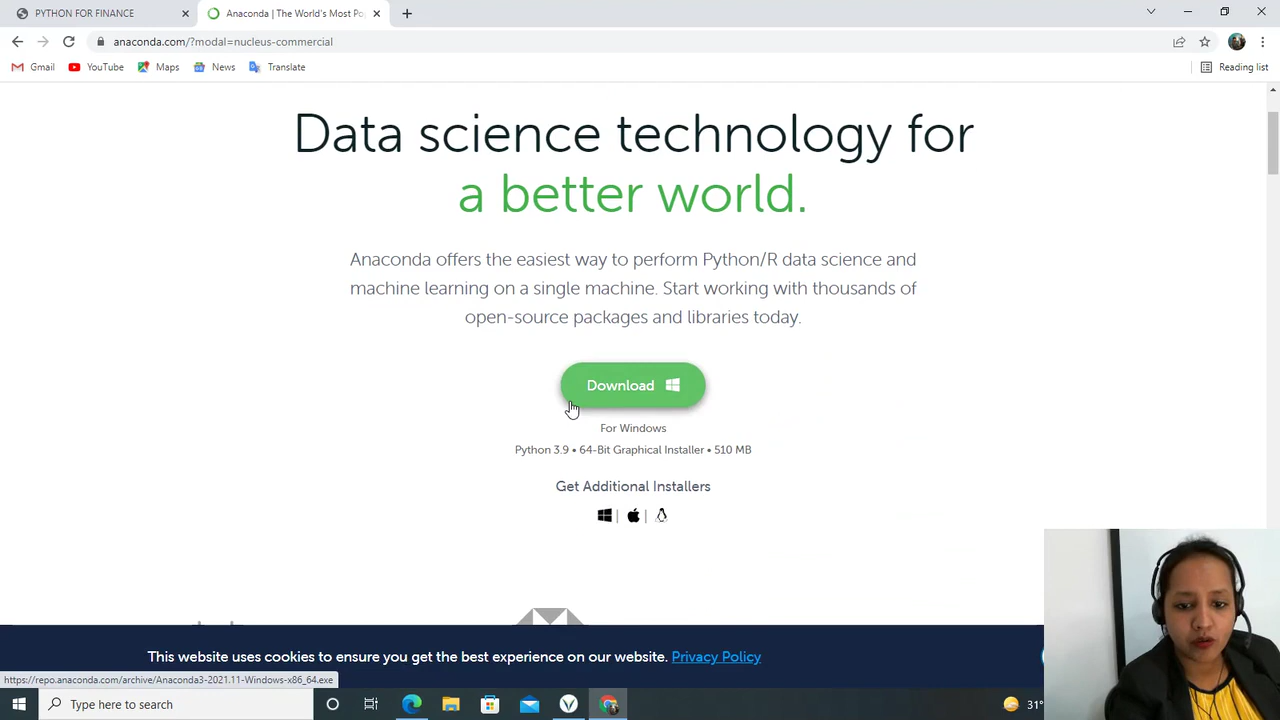 PYTHON FOR FINANCE
Anaconda | The World's Most Po
anaconda.com/?modal=nucleus-commercial
Gmail
YouTube
Maps
News
Translate
Reading list
Data science technology for
a better world.
Anaconda offers the easiest way to perform Python/R data science and
machine learning on a single machine. Start working with thousands of
open-source packages and libraries today.
Download
For Windows
Python 3.9 • 64-Bit Graphical Installer • 510 MB
Get Additional Installers
This website uses cookies to ensure you get the best experience on our website. Privacy Policy
https://repo.anaconda.com/archive/Anaconda3-2021.11-Windows-x86_64.exe
Type here to search
31°